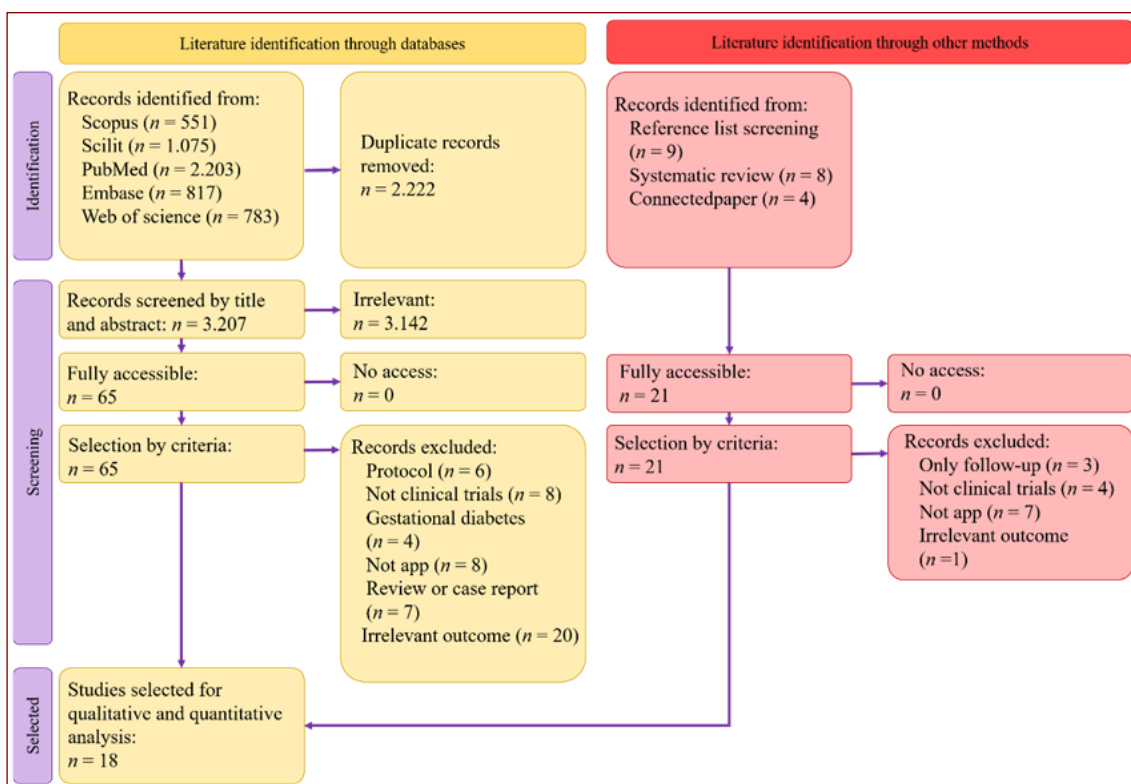 Literature identification through databases
Literature identification through other methods
Identification
Records identified from:
Scopus (n = 551)
Scilit (n = 1.075)
PubMed (n = 2.203)
Embase (n = 817)
Web of science (n = 783)
Duplicate records
removed:
n = 2.222
Records identified from:
Reference list screening
(n = 9)
Systematic review (n = 8)
Connectedpaper (n = 4)
Screening
Records screened by title
and abstract: n = 3.207
Irrelevant:
n = 3.142
Fully accessible:
n = 65
No access:
n = 0
Fully accessible:
n = 21
No access:
n = 0
Selection by criteria:
n = 65
Records excluded:
Protocol (n = 6)
Not clinical trials (n = 8)
Gestational diabetes
(n = 4)
Not app (n = 8)
Review or case report
(n = 7)
Irrelevant outcome (n = 20)
Selection by criteria:
n = 21
Records excluded:
Only follow-up (n = 3)
Not clinical trials (n = 4)
Not app (n = 7)
Irrelevant outcome
(n =1)
Selected
Studies selected for
qualitative and quantitative
analysis:
n = 18